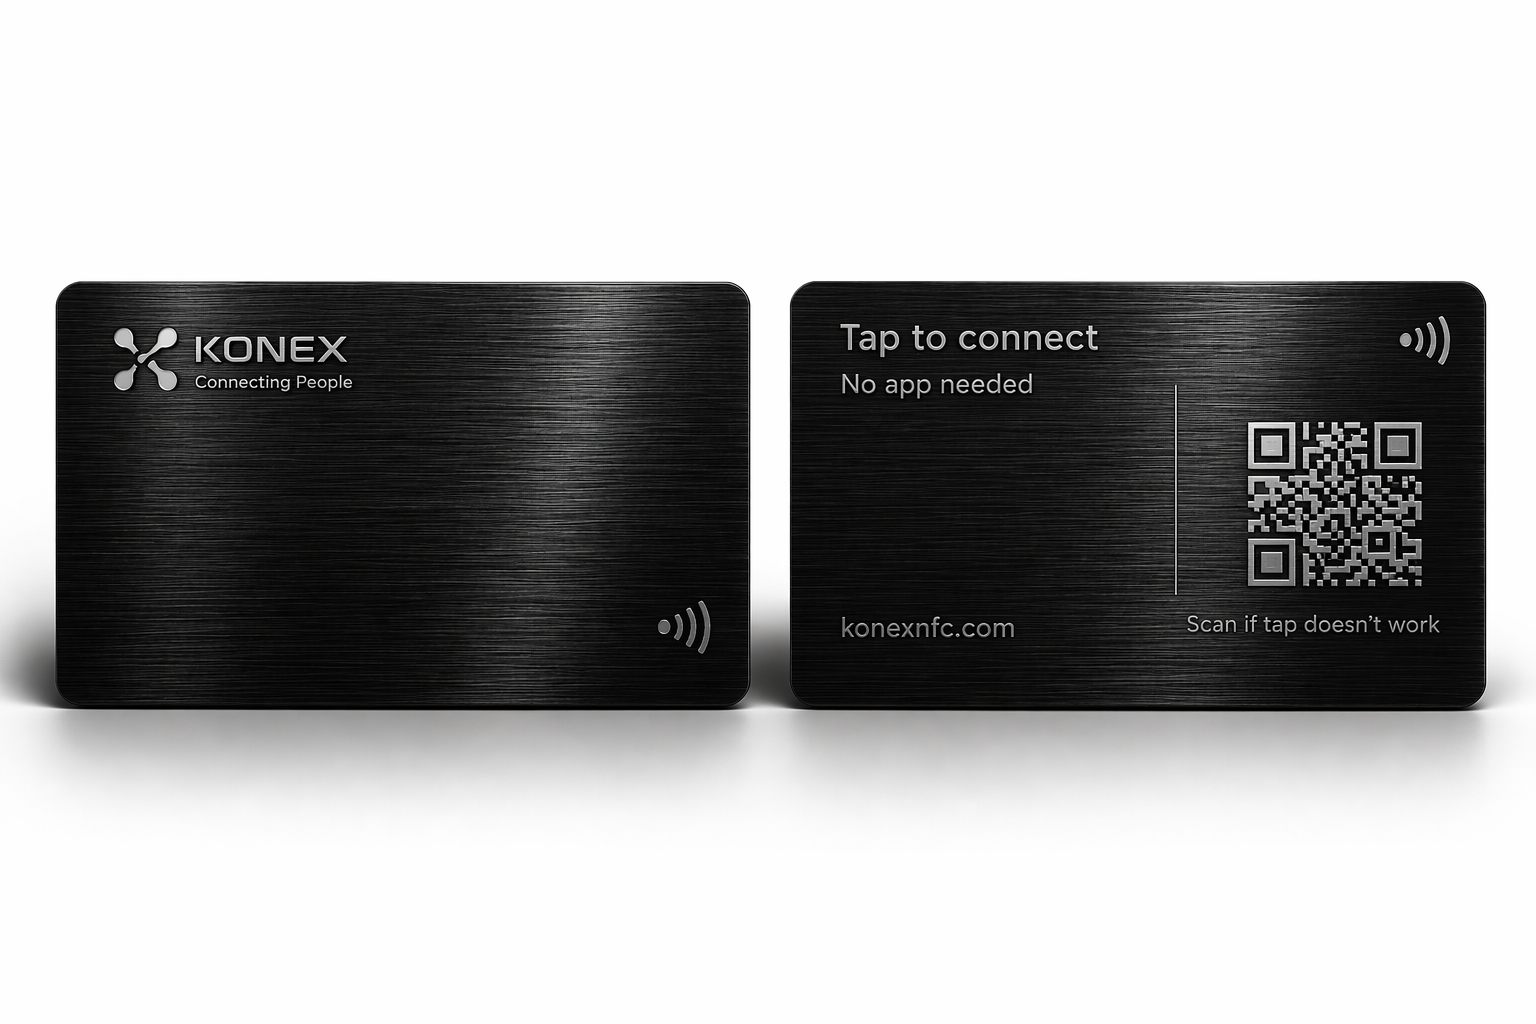 KONEX
Connecting People
Tap to connect
No app needed
konexnfc.com
Scan if tap doesn't work